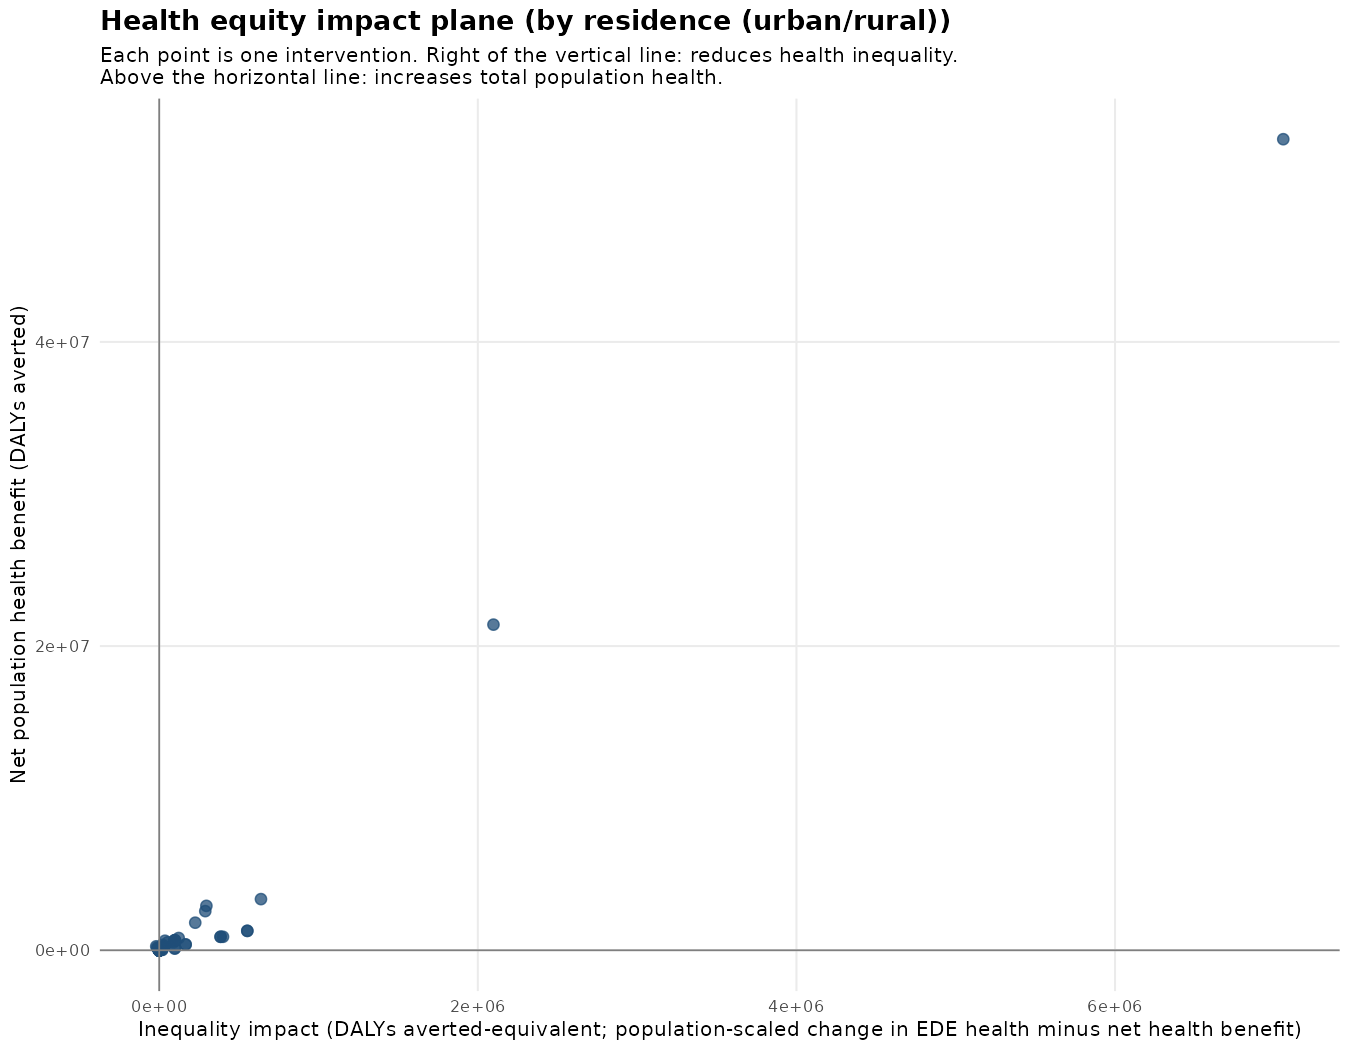 Health equity impact plane (by residence (urban/rural))
Each point is one intervention. Right of the vertical line: reduces health inequality.
Above the horizontal line: increases total population health.
Net population health benefit (DALYs averted)
4e+07
2e+07
0e+00
0e+00
2e+06
4e+06
6e+06
Inequality impact (DALYs averted-equivalent; population-scaled change in EDE health minus net health benefit)